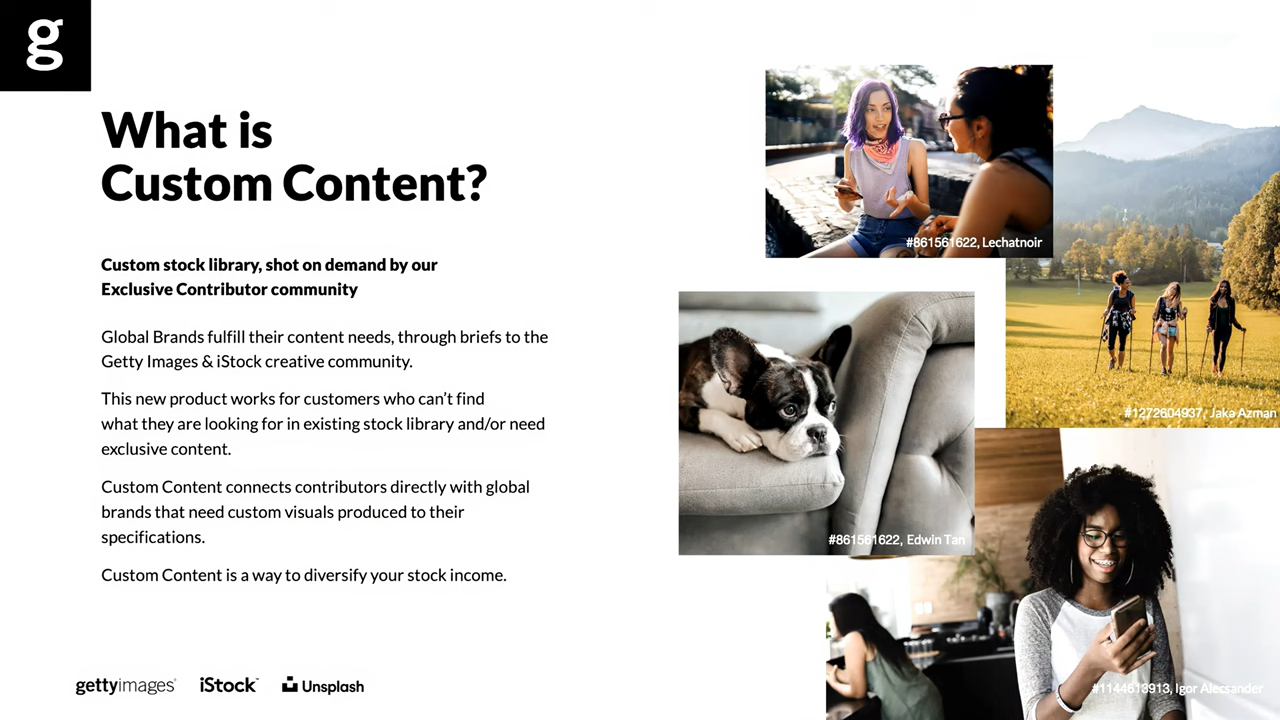 g
What is
Custom Content?
Custom stock library, shot on demand by our
Exclusive Contributor community
Global Brands fulfill their content needs, through briefs to the
Getty Images & iStock creative community.
This new product works for customers who can't find
what they are looking for in existing stock library and/or need
exclusive content.
Custom Content connects contributors directly with global
brands that need custom visuals produced to their
specifications.
Custom Content is a way to diversify your stock income.
#861561622, Lechatnoir
#1272604937, Jaka Azman
#861561622, Edwin Tan
#1144613913, Igor Alecsander
gettyimages®
iStock™
Unsplash